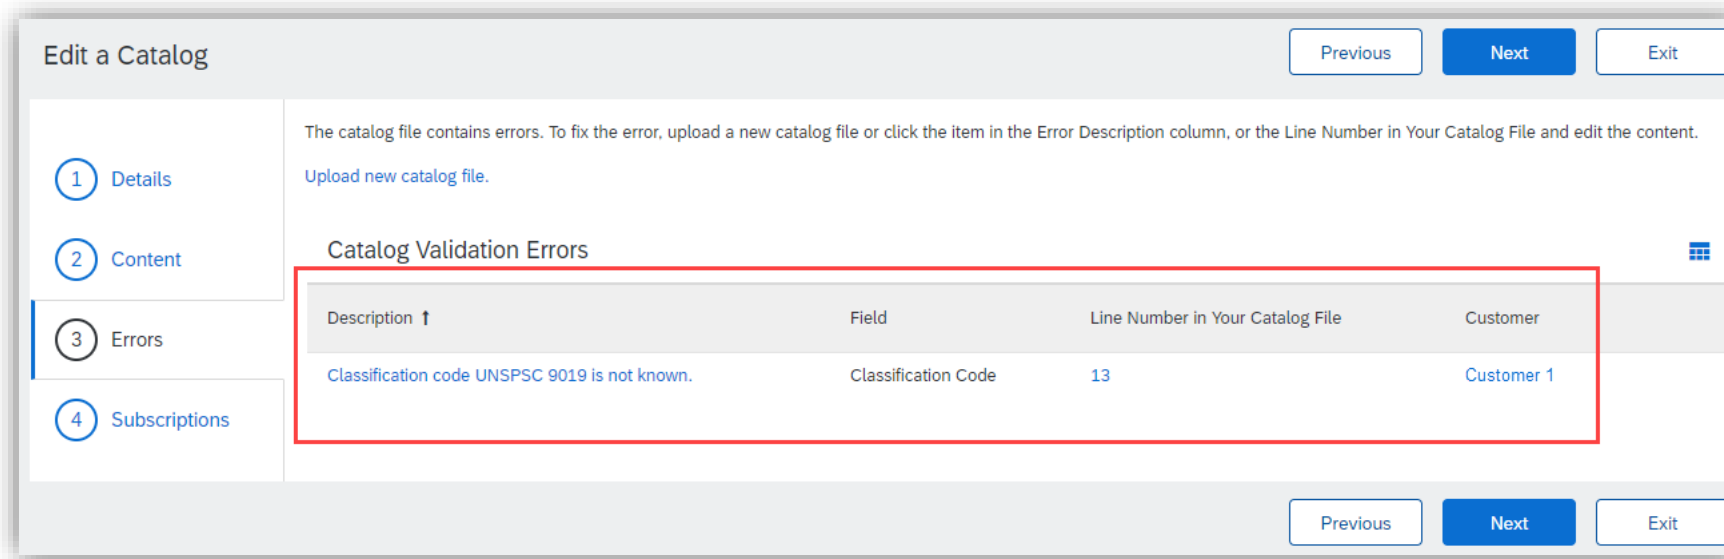 Edit a Catalog
Previous
Next
Exit
The catalog file contains errors. To fix the error, upload a new catalog file or click the item in the Error Description column, or the Line Number in Your Catalog File and edit the content.
1 Details
Upload new catalog file.
2 Content
Catalog Validation Errors
3 Errors
Description ↑ Field Line Number in Your Catalog File Customer
Classification code UNSPSC 9019 is not known. Classification Code 13 Customer 1
4 Subscriptions
Previous
Next
Exit